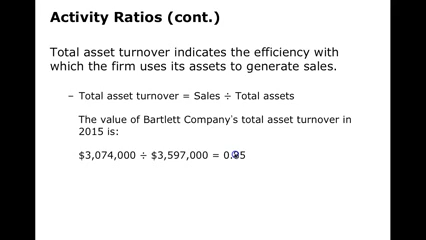 Activity Ratios (cont.)
Total asset turnover indicates the efficiency with
which the firm uses its assets to generate sales.
– Total asset turnover = Sales ÷ Total assets
The value of Bartlett Company's total asset turnover in
2015 is:
$3,074,000 ÷ $3,597,000 =